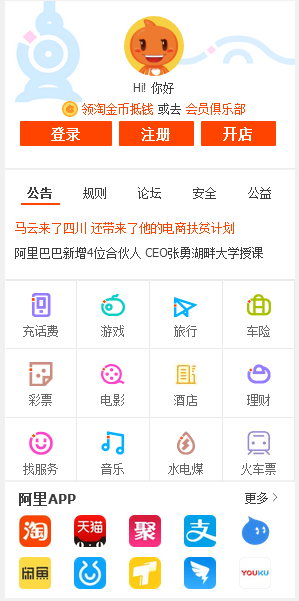 Hi! 你好
领淘金币抵钱 或去 会员俱乐部
登录 注册 开店
公告 规则 论坛 安全 公益
马云来了四川 还带来了他的电商扶贫计划
阿里巴巴新增4位合伙人 CEO张勇湖畔大学授课
充话费 游戏 旅行 车险
彩票 电影 酒店 理财
找服务 音乐 水电煤 火车票
阿里APP 更多
淘 天猫 聚 支
闲鱼 YOUKU